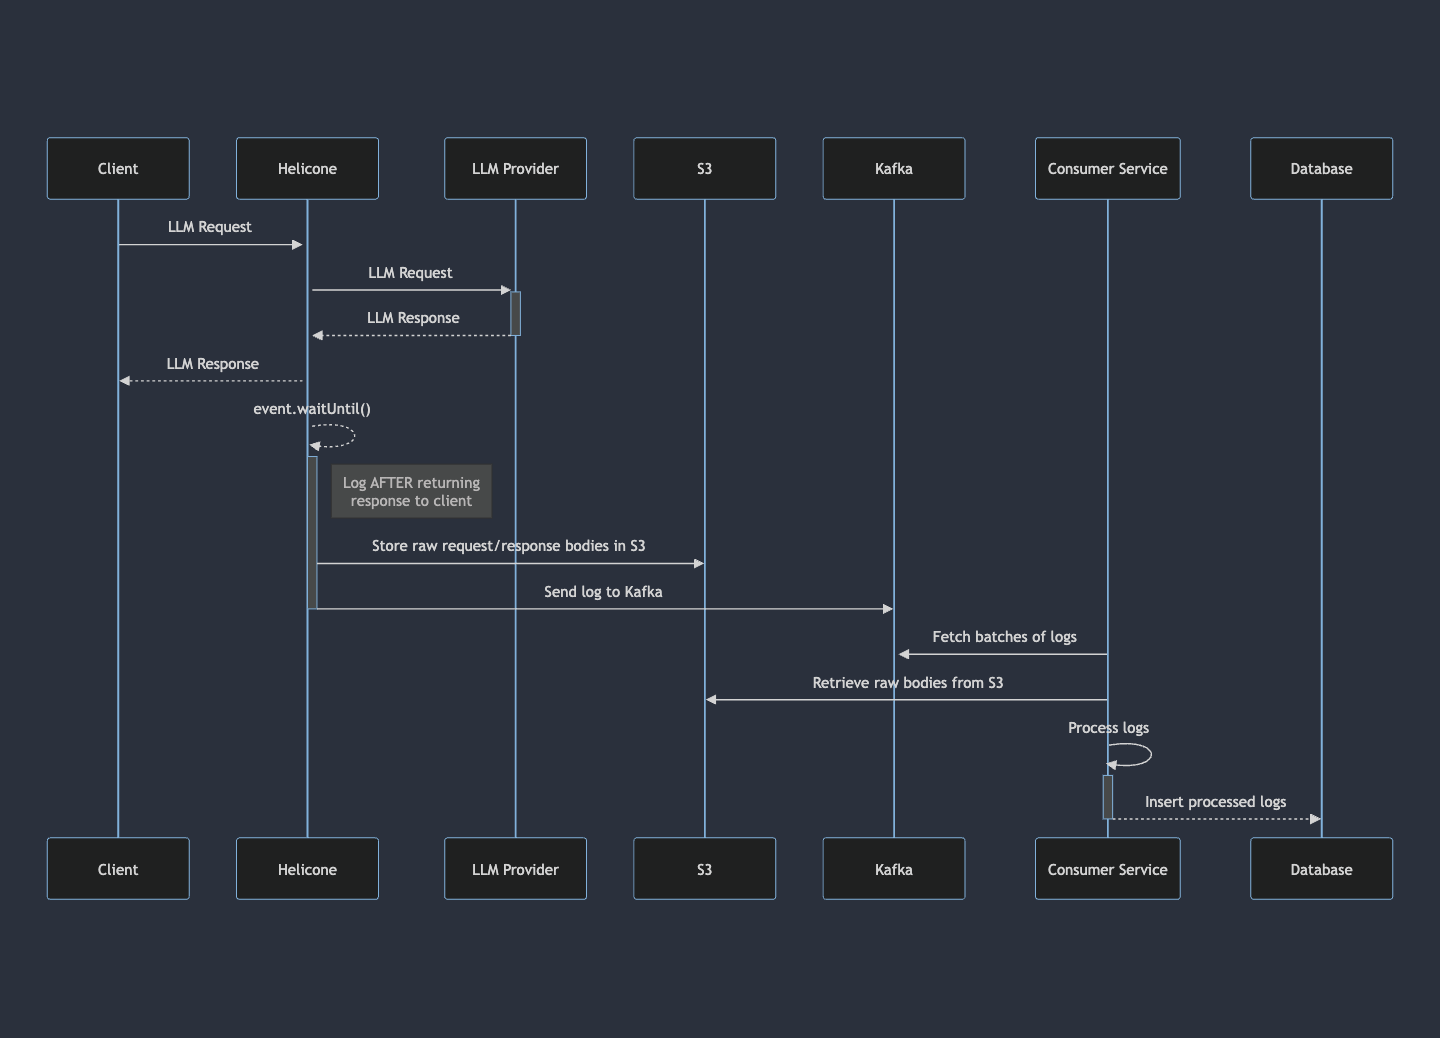 Client
Helicone
LLM Provider
S3
Kafka
Consumer Service
Database
LLM Request
LLM Request
LLM Response
LLM Response
event.waitUntil()
Log AFTER returning
response to client
Store raw request/response bodies in S3
Send log to Kafka
Fetch batches of logs
Retrieve raw bodies from S3
Process logs
Insert processed logs
Client
Helicone
LLM Provider
S3
Kafka
Consumer Service
Database